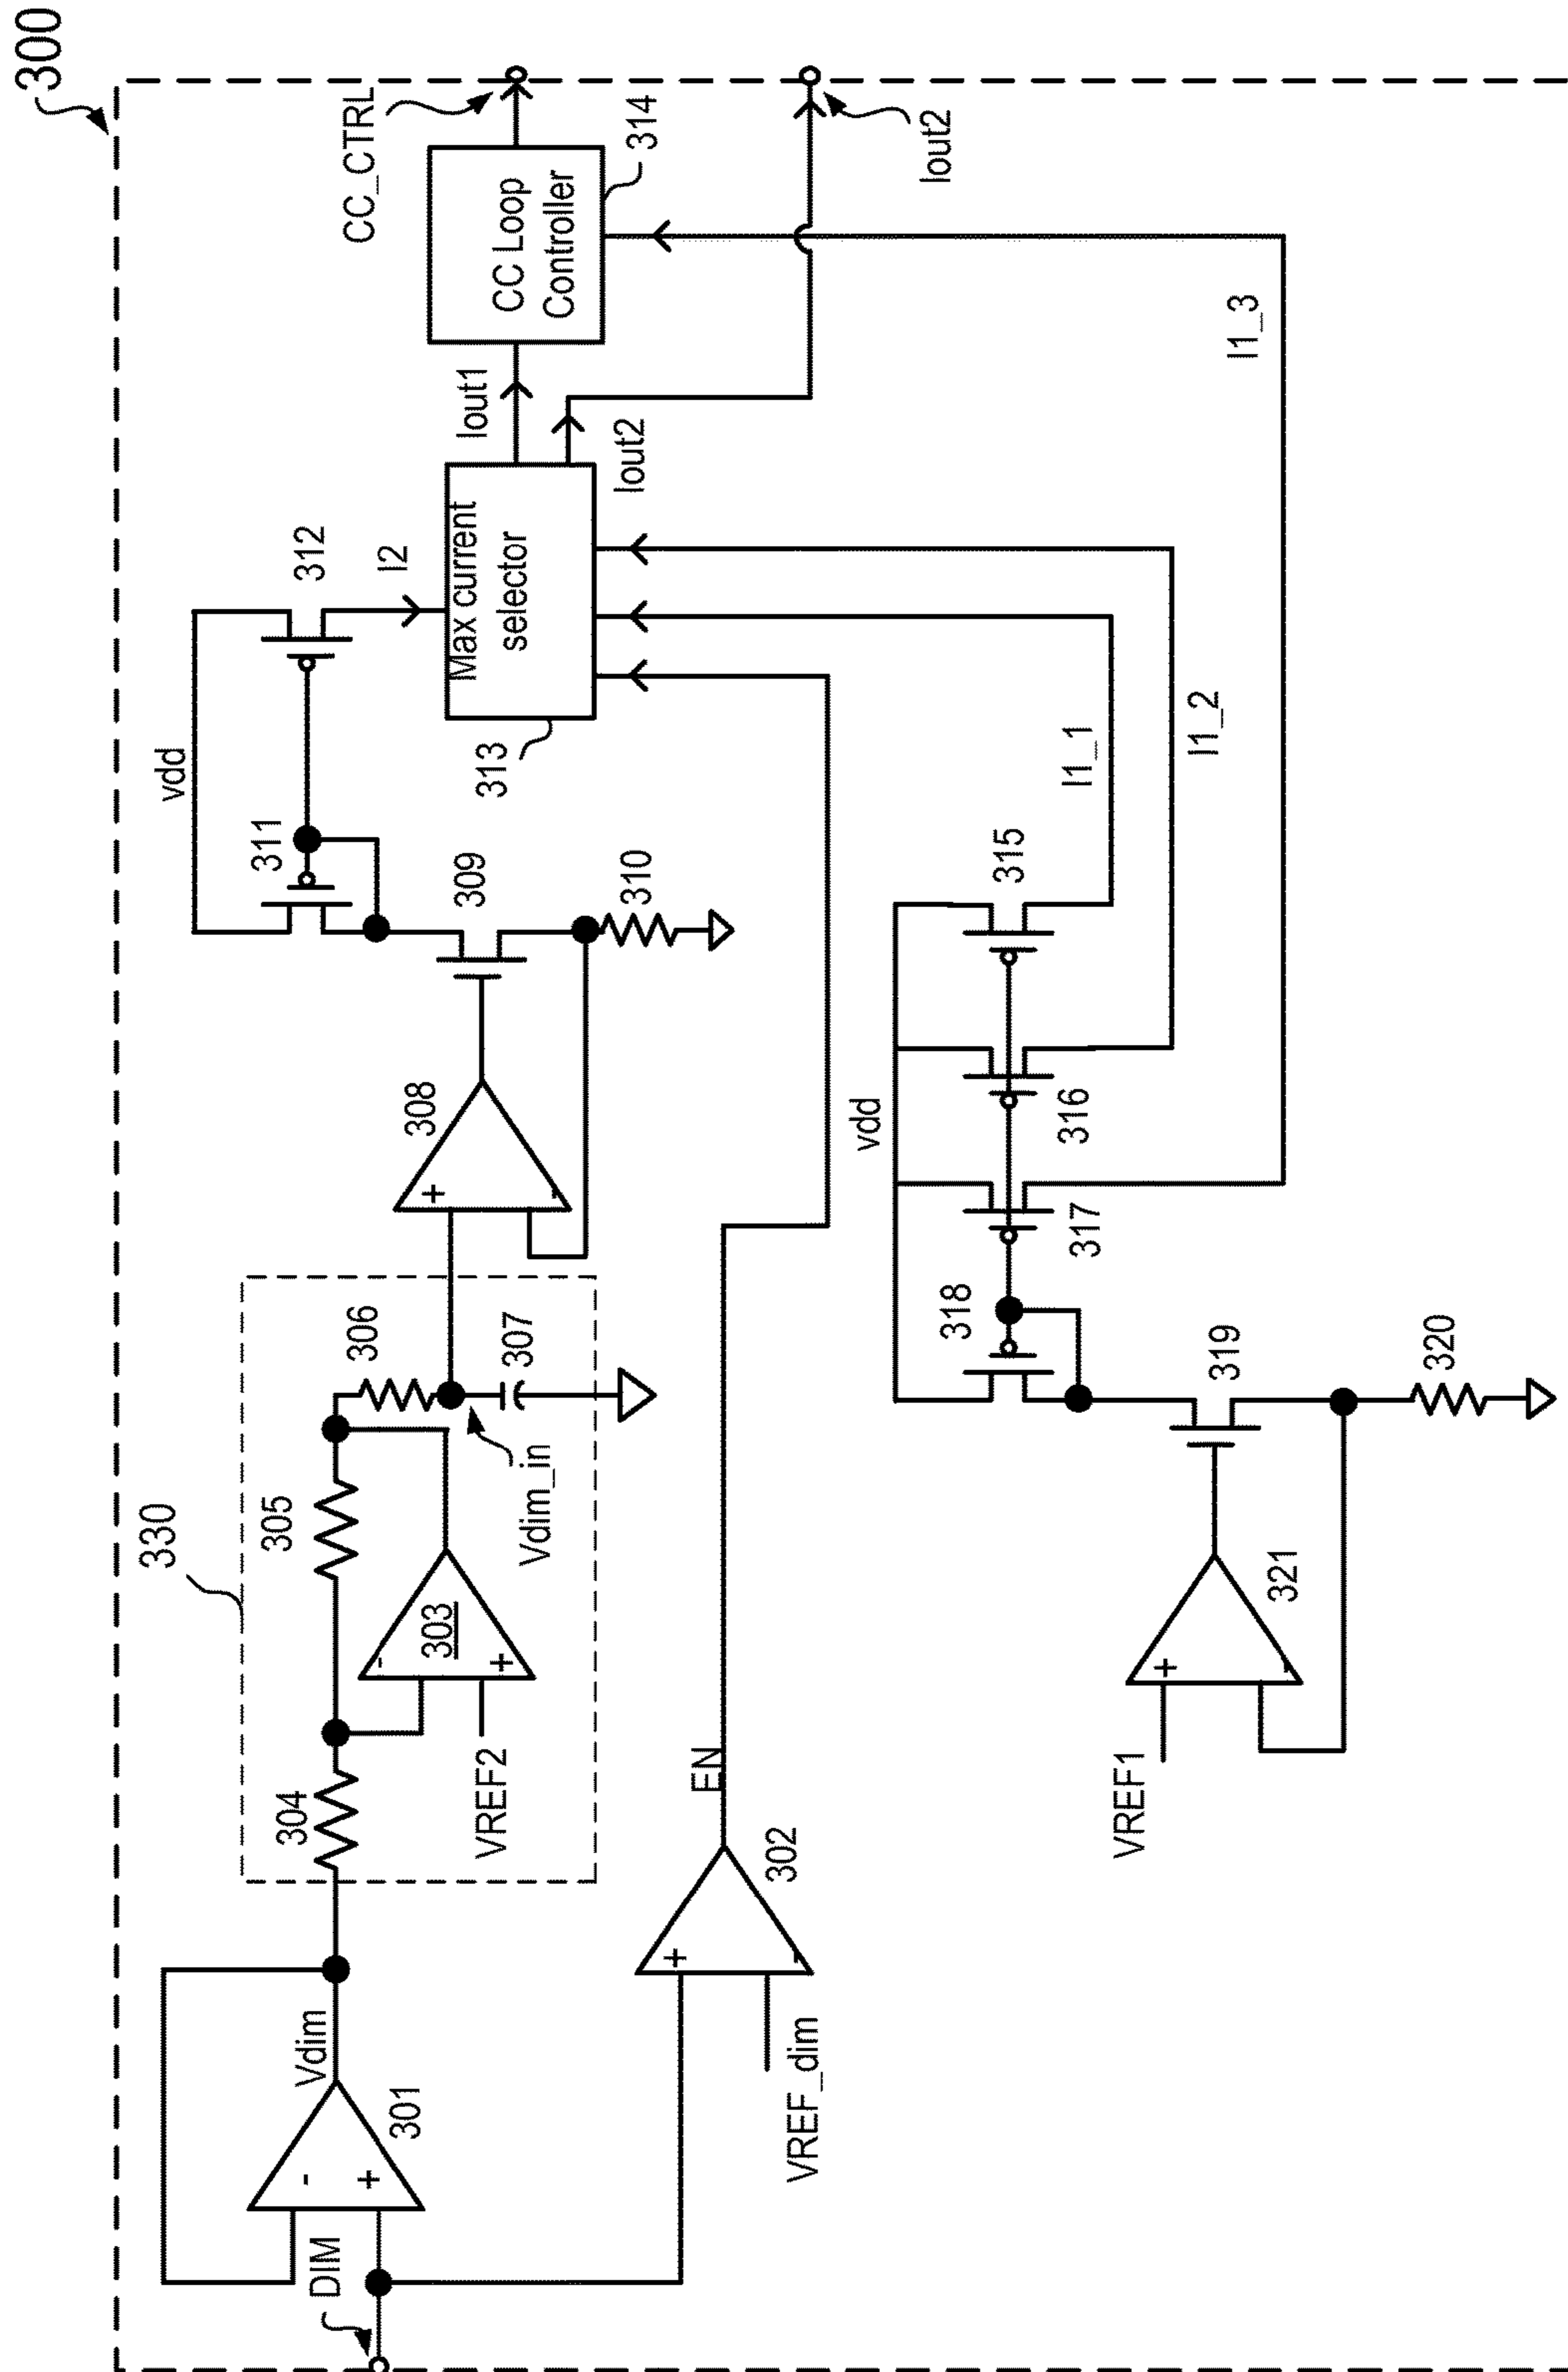 300
CC_CTRL
CC Loop
Controller
314
Iout2
Iout1
Iout2
I1_3
vdd
312
I2
Max current
selector
313
311
309
310
I1_1
I1_2
308
+
-
vdd
315
316
317
318
319
320
321
+
-
VREF1
330
306
307
305
303
-
+
Vdim_in
304
VREF2
EN
302
+
-
VREF_dim
Vdim
301
-
+
DIM